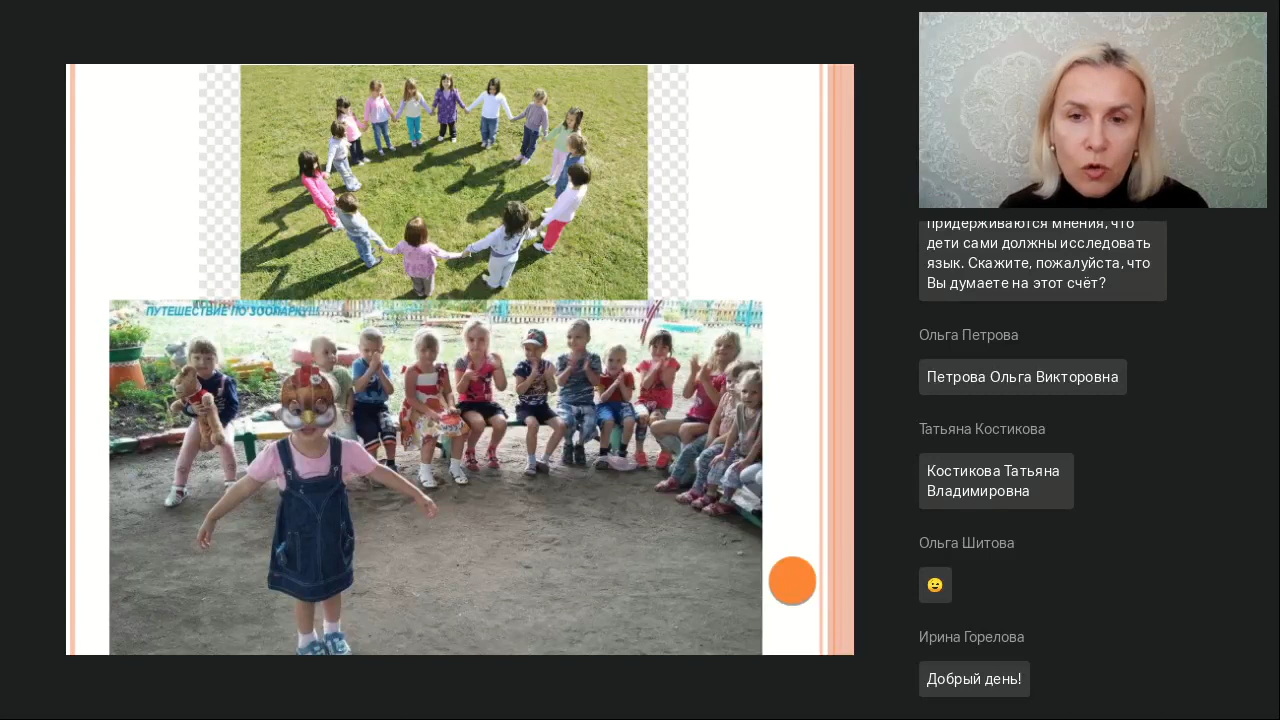 ПУТЕШЕСТВИЕ ПО ЗООПАРКУ!!!
придерживаются мнения, что
дети сами должны исследовать
язык. Скажите, пожалуйста, что
Вы думаете на этот счёт?
Ольга Петрова
Петрова Ольга Викторовна
Татьяна Костикова
Костикова Татьяна
Владимировна
Ольга Шитова
😉
Ирина Горелова
Добрый день!